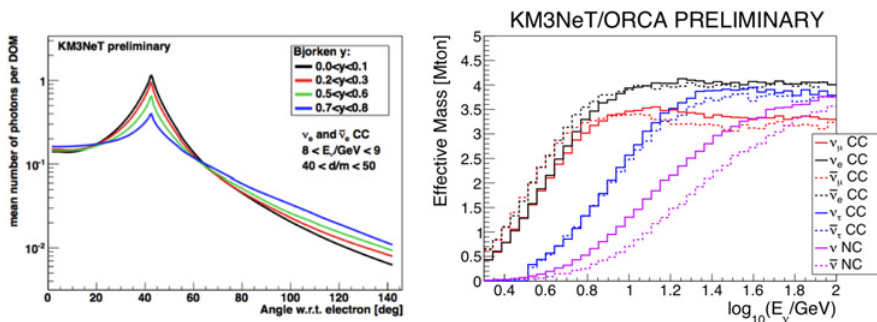 KM3NeT preliminary
Bjorken y:
0.0<y<0.1
0.2<y<0.3
0.5<y<0.6
0.7<y<0.8
νe and ν̄e CC
8 < Eν/GeV < 9
40 < d/m < 50
mean number of photons per DOM
1
10⁻¹
10⁻²
0 20 40 60 80 100 120 140
Angle w.r.t. electron [deg]
KM3NeT/ORCA PRELIMINARY
Effective Mass [Mton]
5
4.5
4
3.5
3
2.5
2
1.5
1
0.5
0
νμ CC
νe CC
ν̄μ CC
ν̄e CC
ντ CC
ν̄τ CC
ν NC
ν̄ NC
0.4 0.6 0.8 1 1.2 1.4 1.6 1.8 2
log₁₀(Eν/GeV)